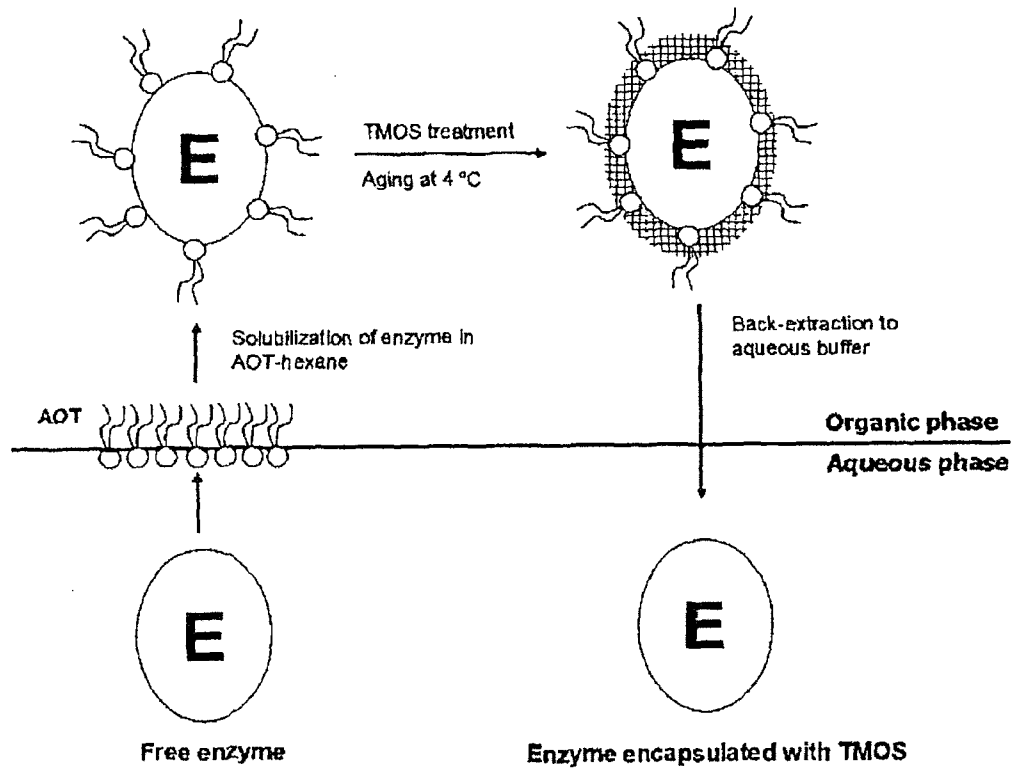 E
E
TMOS treatment
Aging at 4 °C
Solubilization of enzyme in
AOT-hexane
Back-extraction to
aqueous buffer
AOT
Organic phase
Aqueous phase
E
E
Free enzyme
Enzyme encapsulated with TMOS